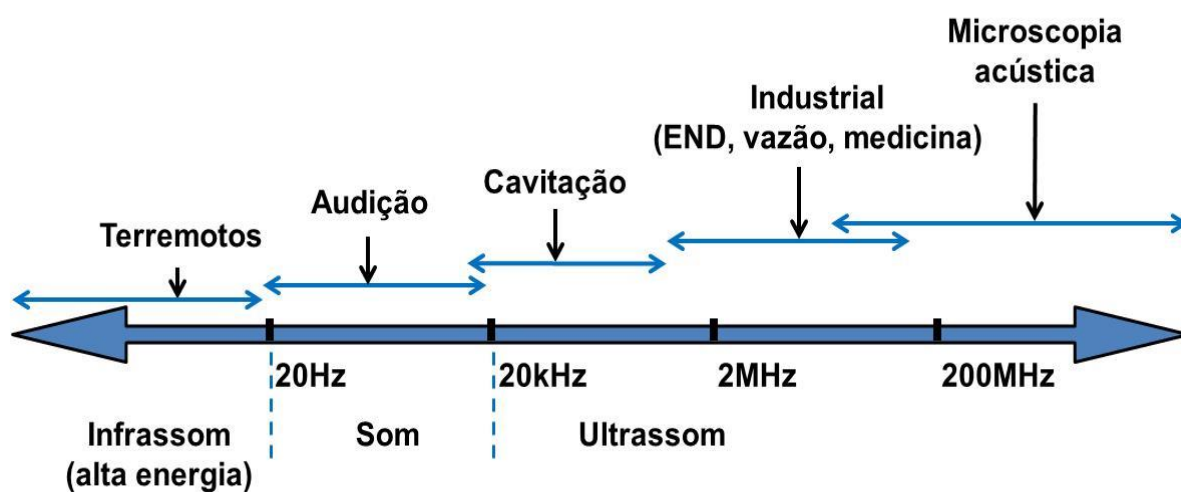 Microscopia
acústica
Industrial
(END, vazão, medicina)
Cavitação
Audição
Terremotos
20Hz
20kHz
2MHz
200MHz
Infrassom
(alta energia)
Som
Ultrassom